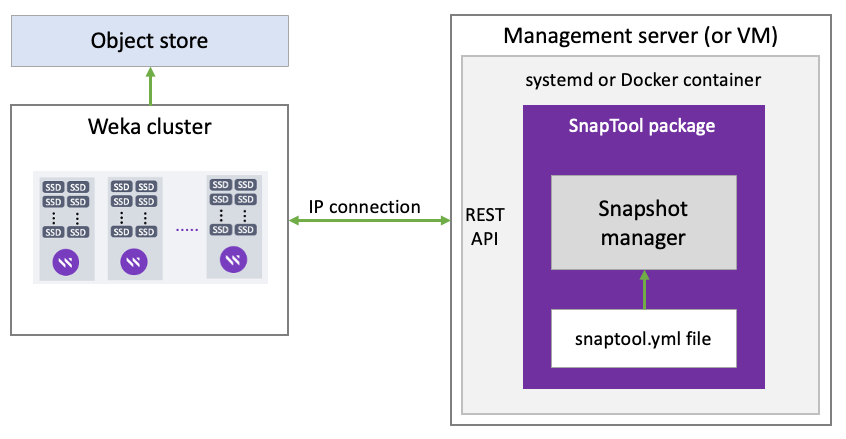 Object store
Weka cluster
SSD SSD SSD SSD SSD SSD
SSD SSD SSD SSD SSD SSD
SSD SSD SSD SSD SSD SSD
IP connection
Management server (or VM)
systemd or Docker container
SnapTool package
REST
API
Snapshot
manager
snaptool.yml file